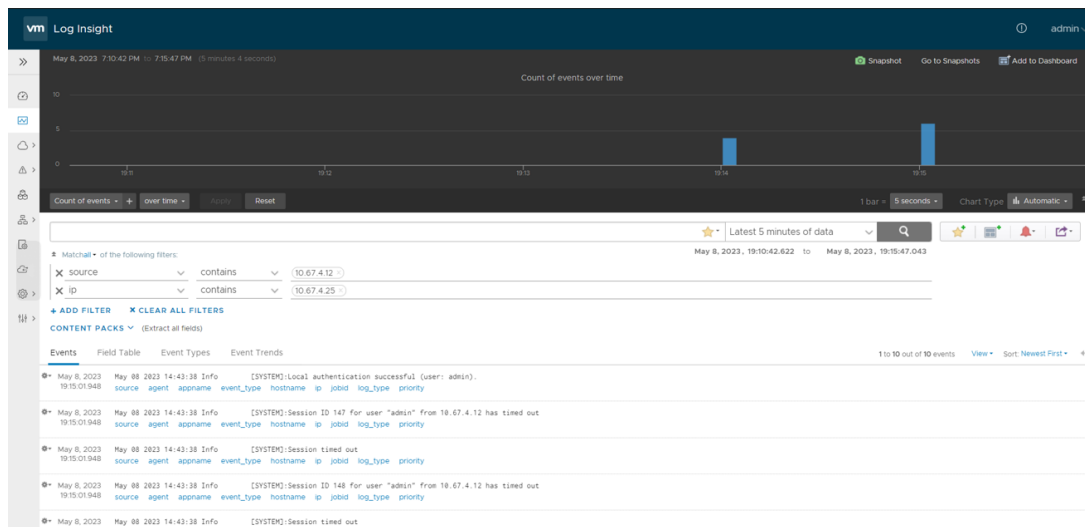 vm Log Insight admin
May 8, 2023 7:10:42 PM to 7:15:47 PM (5 minutes 4 seconds) Snapshot Go to Snapshots Add to Dashboard
Count of events over time
10
5
0
19:11 19:12 19:13 19:14 19:15
Count of events + over time Apply Reset 1 bar = 5 seconds Chart Type Automatic
Latest 5 minutes of data
Match all of the following filters: May 8, 2023, 19:10:42.622 to May 8, 2023, 19:15:47.043
source contains 10.67.4.12
ip contains 10.67.4.25
+ ADD FILTER × CLEAR ALL FILTERS
CONTENT PACKS (Extract all fields)
Events Field Table Event Types Event Trends 1 to 10 out of 10 events View Sort: Newest First
May 8, 2023 May 08 2023 14:43:38 Info [SYSTEM]:Local authentication successful (user: admin).
19:15:01.948 source agent appname event_type hostname ip jobid log_type priority
May 8, 2023 May 08 2023 14:43:38 Info [SYSTEM]:Session ID 147 for user "admin" from 10.67.4.12 has timed out
19:15:01.948 source agent appname event_type hostname ip jobid log_type priority
May 8, 2023 May 08 2023 14:43:38 Info [SYSTEM]:Session timed out
19:15:01.948 source agent appname event_type hostname ip jobid log_type priority
May 8, 2023 May 08 2023 14:43:38 Info [SYSTEM]:Session ID 148 for user "admin" from 10.67.4.12 has timed out
19:15:01.948 source agent appname event_type hostname ip jobid log_type priority
May 8, 2023 May 08 2023 14:43:38 Info [SYSTEM]:Session timed out